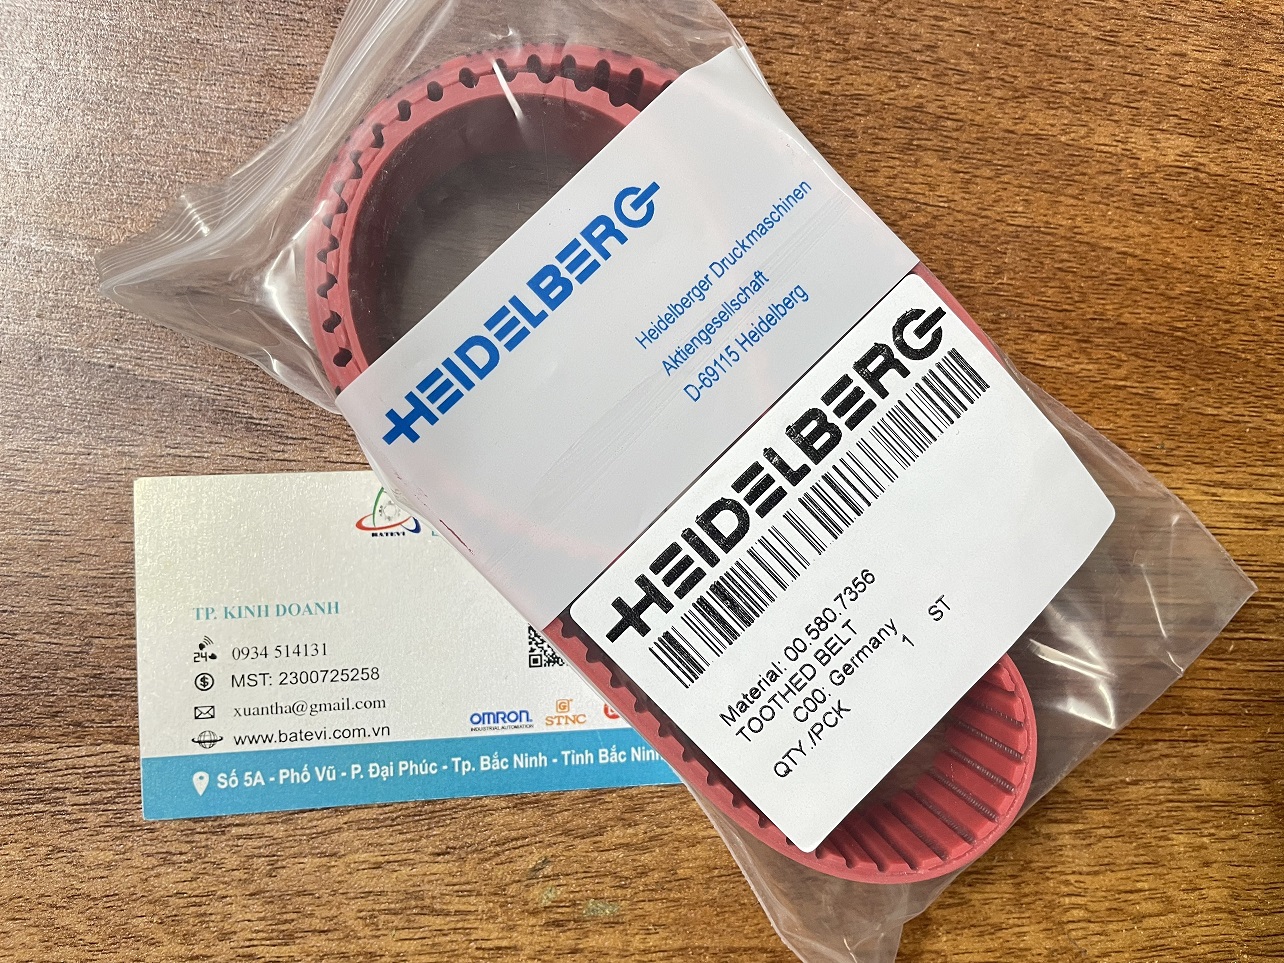 HEIDELBERG
Heidelberger Druckmaschinen
Aktiengesellschaft
D-69115 Heidelberg
HEIDELBERG
Material: 00.580.7356
TOOTHED BELT
C00: Germany
QTY./PCK 1 ST
BATEVI
TP. KINH DOANH
24 0934 514131
MST: 2300725258
xuantha@gmail.com
www.batevi.com.vn
OMRON
INDUSTRIAL AUTOMATION
STNC
Số 5A - Phố Vũ - P. Đại Phúc - Tp. Bắc Ninh - Tỉnh Bắc Ninh